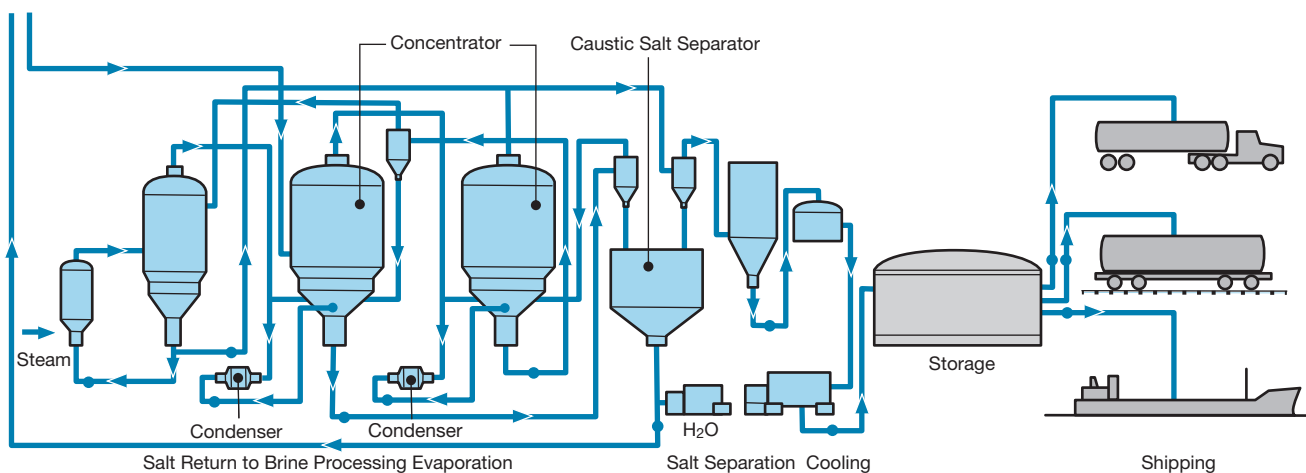 Concentrator
Caustic Salt Separator
Steam
Storage
Condenser
Condenser
H₂O
Salt Return to Brine Processing Evaporation
Salt Separation
Cooling
Shipping